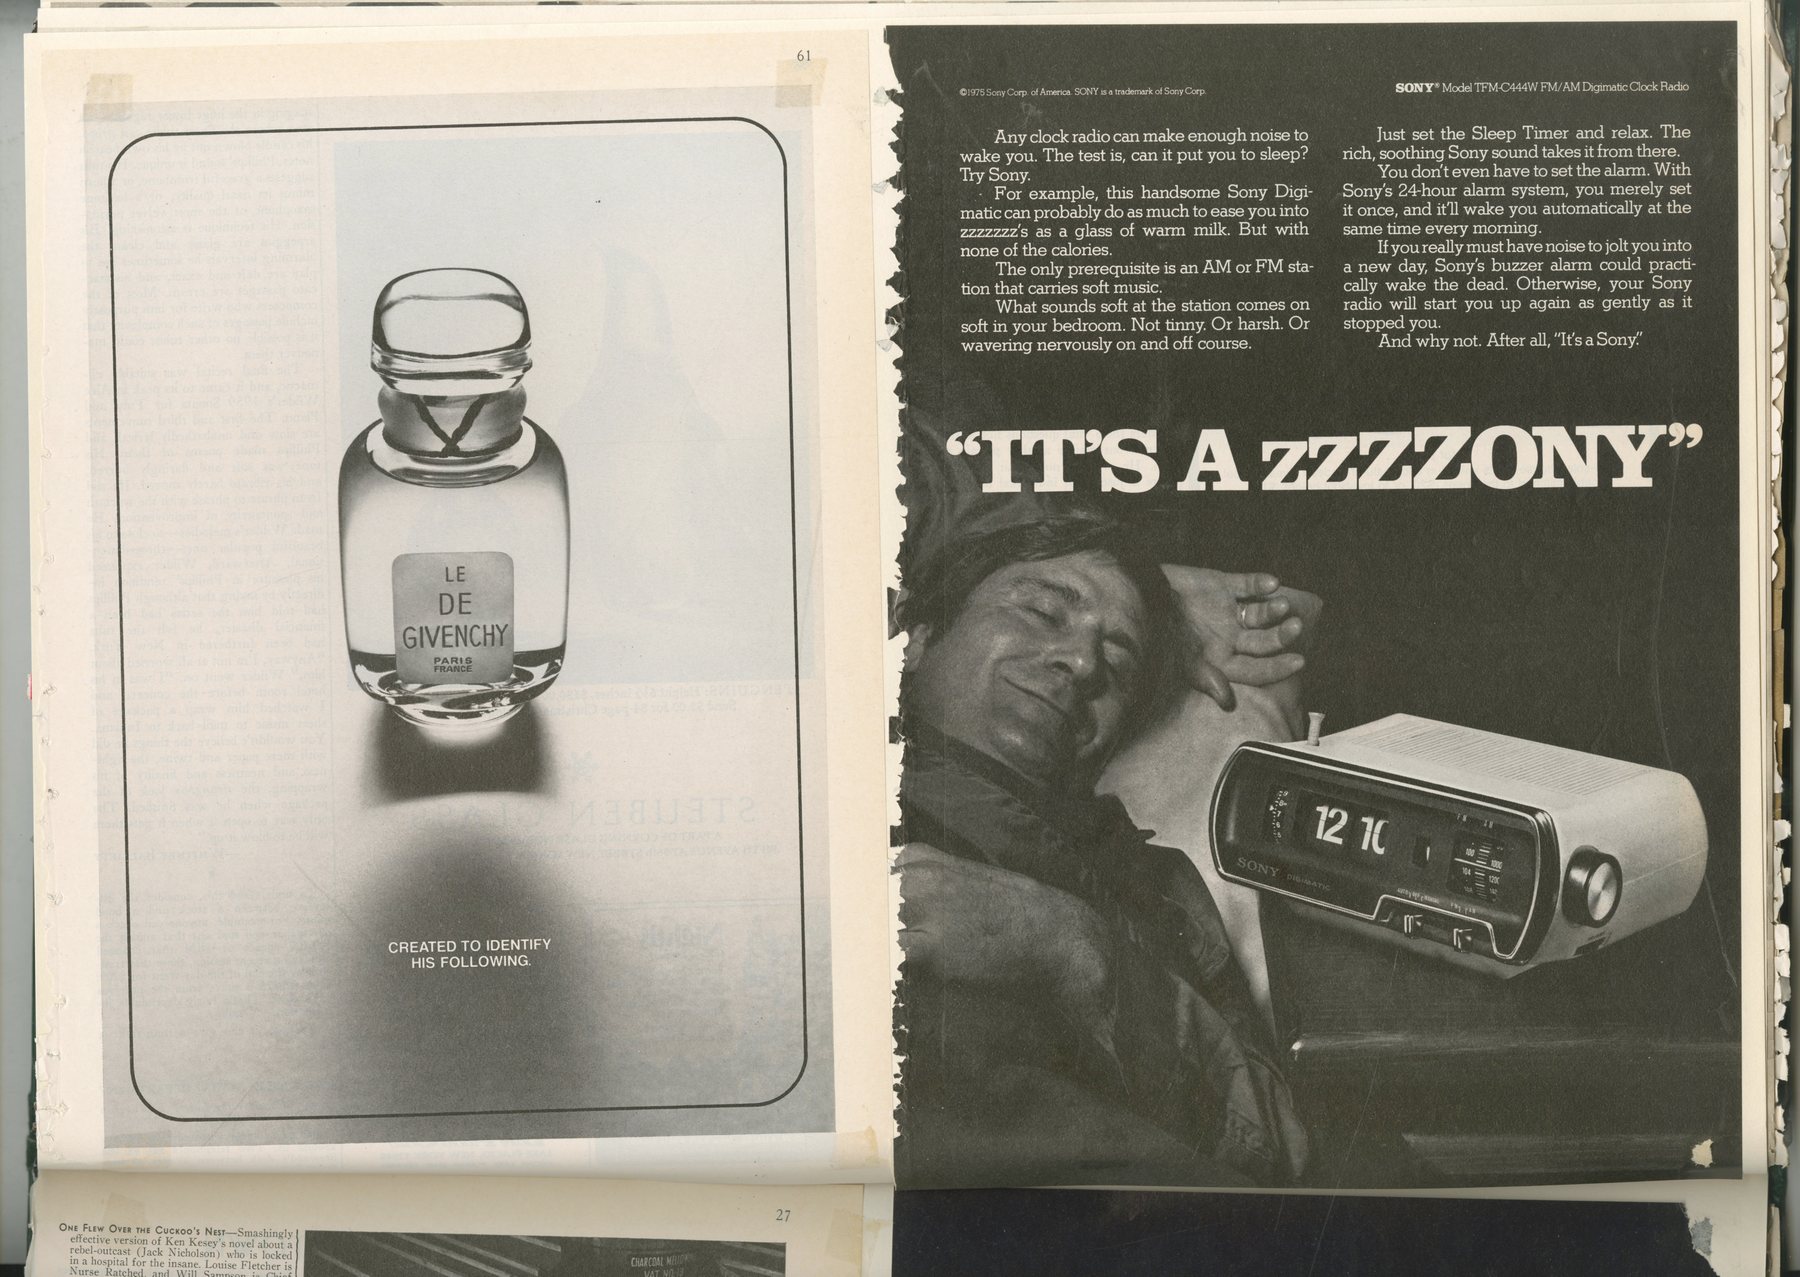 61
LE
DE
GIVENCHY
PARIS
FRANCE
CREATED TO IDENTIFY
HIS FOLLOWING.
©1975 Sony Corp. of America. SONY is a trademark of Sony Corp.
SONY® Model TFM-C444W FM/AM Digimatic Clock Radio
Any clock radio can make enough noise to
wake you. The test is, can it put you to sleep?
Try Sony.
For example, this handsome Sony Digi-
matic can probably do as much to ease you into
zzzzzzz's as a glass of warm milk. But with
none of the calories.
The only prerequisite is an AM or FM sta-
tion that carries soft music.
What sounds soft at the station comes on
soft in your bedroom. Not tinny. Or harsh. Or
wavering nervously on and off course.
Just set the Sleep Timer and relax. The
rich, soothing Sony sound takes it from there.
You don't even have to set the alarm. With
Sony's 24-hour alarm system, you merely set
it once, and it'll wake you automatically at the
same time every morning.
If you really must have noise to jolt you into
a new day, Sony's buzzer alarm could practi-
cally wake the dead. Otherwise, your Sony
radio will start you up again as gently as it
stopped you.
And why not. After all, "It's a Sony."
"IT'S A zzZZZONY"
12 10
SONY DIGIMATIC
27
ONE FLEW OVER THE CUCKOO'S NEST—Smashingly
effective version of Ken Kesey's novel about a
rebel-outcast (Jack Nicholson) who is locked
in a hospital for the insane. Louise Fletcher is
Nurse Ratched, and Will Sampson is Chief
CHARCOAL MELLOW
VAT NO.